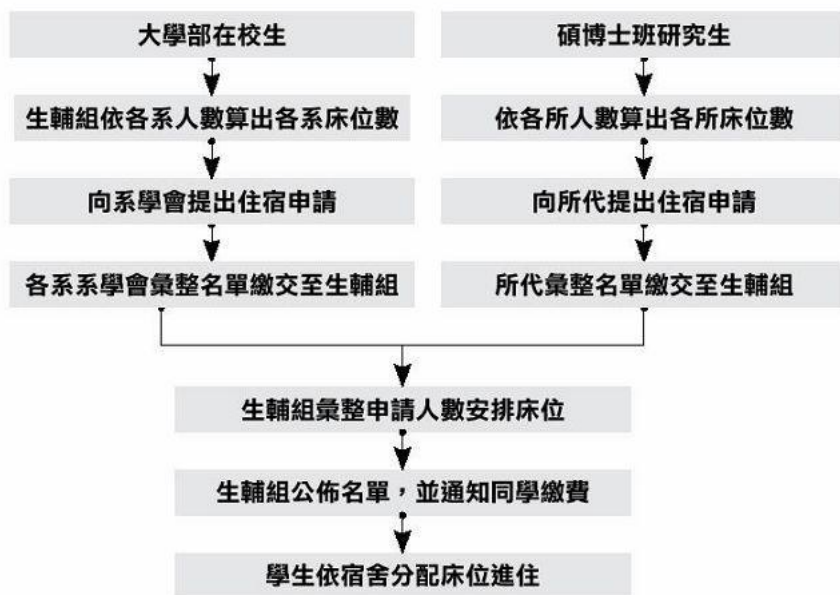 大學部在校生
生輔組依各系人數算出各系床位數
向系學會提出住宿申請
各系系學會彙整名單繳交至生輔組
碩博士班研究生
依各所人數算出各所床位數
向所代提出住宿申請
所代彙整名單繳交至生輔組
生輔組彙整申請人數安排床位
生輔組公佈名單，並通知同學繳費
學生依宿舍分配床位進住